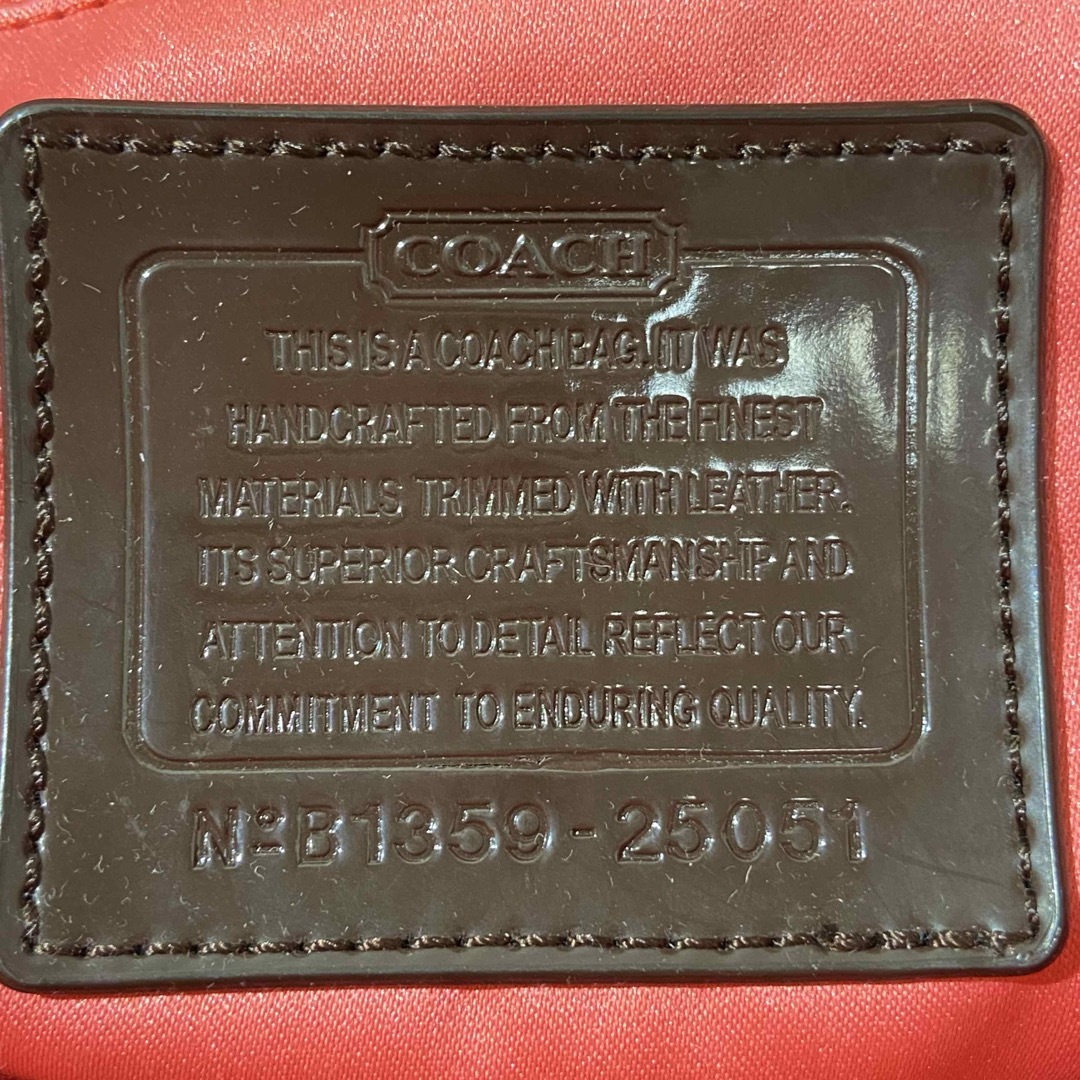 COACH
THIS IS A COACH BAG. IT WAS
HANDCRAFTED FROM THE FINEST
MATERIALS TRIMMED WITH LEATHER.
ITS SUPERIOR CRAFTSMANSHIP AND
ATTENTION TO DETAIL REFLECT OUR
COMMITMENT TO ENDURING QUALITY.
Nº B1359-25051